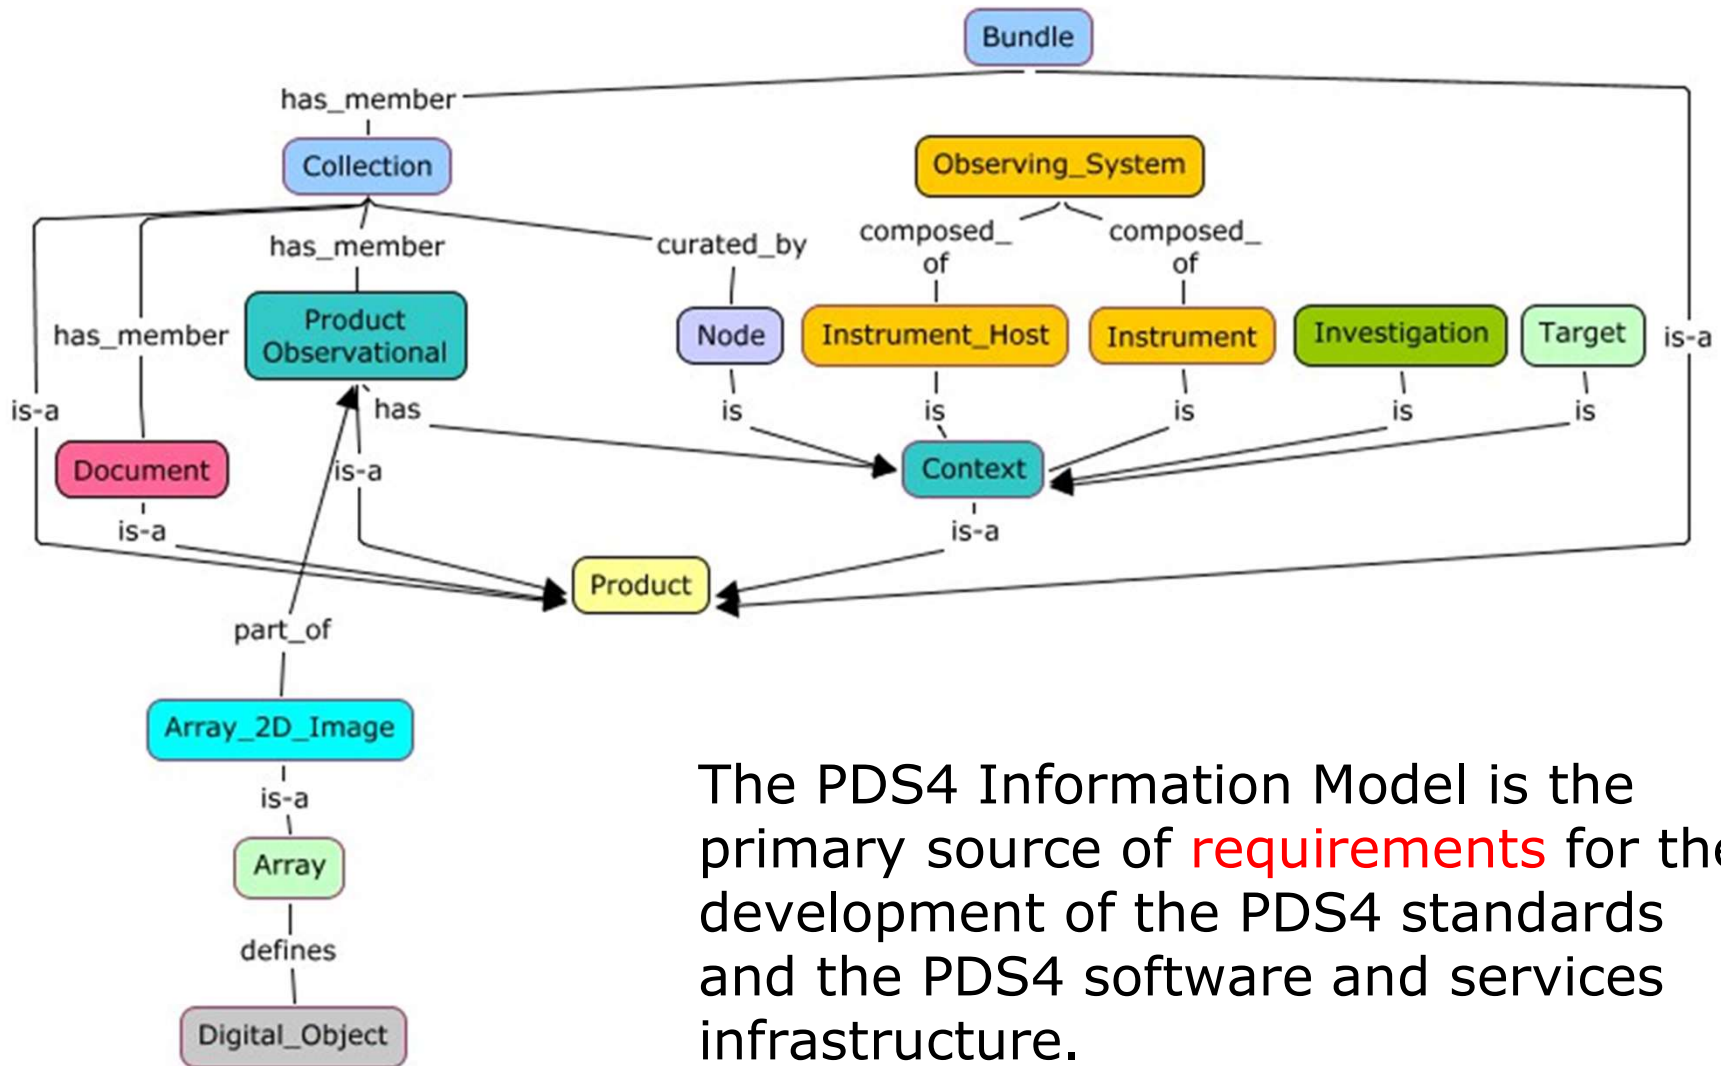 Bundle
has_member
Collection
Observing_System
has_member
curated_by
composed_
of
composed_
of
has_member
Product
Observational
Node
Instrument_Host
Instrument
Investigation
Target
is-a
is-a
has
is
is
is
is
is
Document
is-a
Context
is-a
is-a
Product
part_of
Array_2D_Image
is-a
Array
defines
Digital_Object
The PDS4 Information Model is the
primary source of requirements for the
development of the PDS4 standards
and the PDS4 software and services
infrastructure.